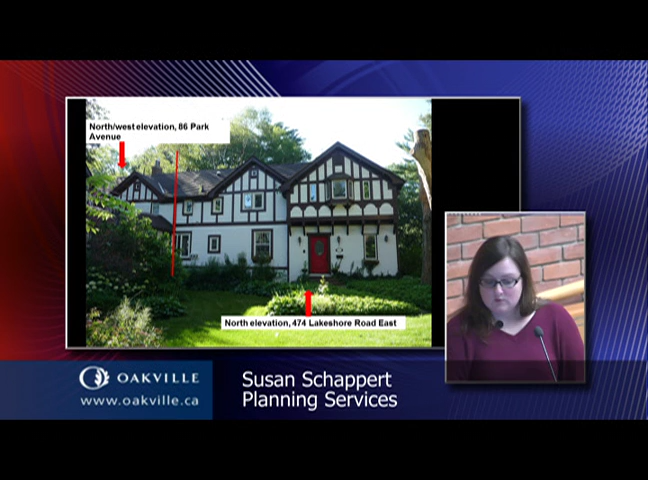 North/west elevation, 86 Park
Avenue
North elevation, 474 Lakeshore Road East
OAKVILLE
www.oakville.ca
Susan Schappert
Planning Services